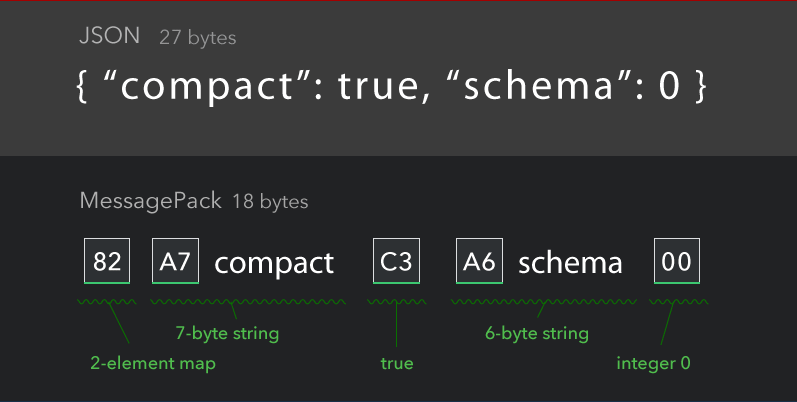 JSON 27 bytes
{ “compact”: true, “schema”: 0 }
MessagePack 18 bytes
82 A7 compact C3 A6 schema 00
7-byte string 6-byte string
2-element map true integer 0